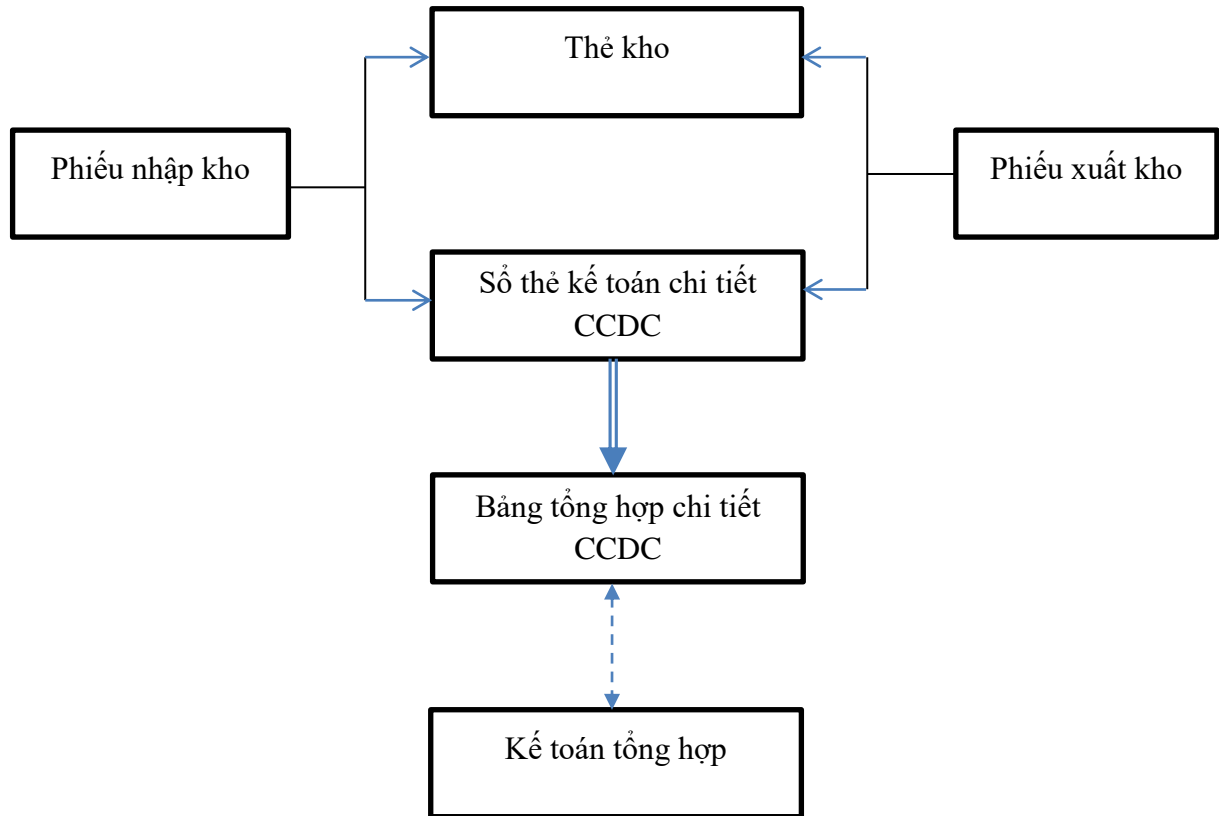 Thẻ kho
Phiếu nhập kho
Phiếu xuất kho
Sổ thẻ kế toán chi tiết
CCDC
Bảng tổng hợp chi tiết
CCDC
Kế toán tổng hợp